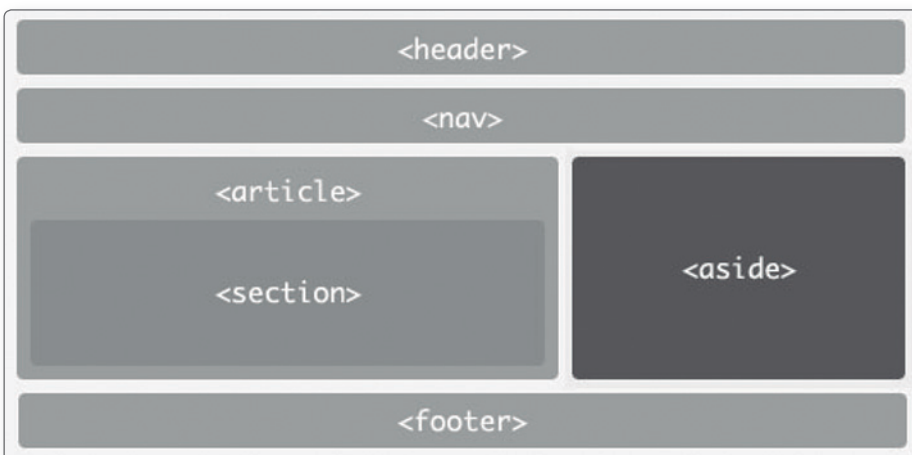 <header>
<nav>
<article>
<section>
<aside>
<footer>